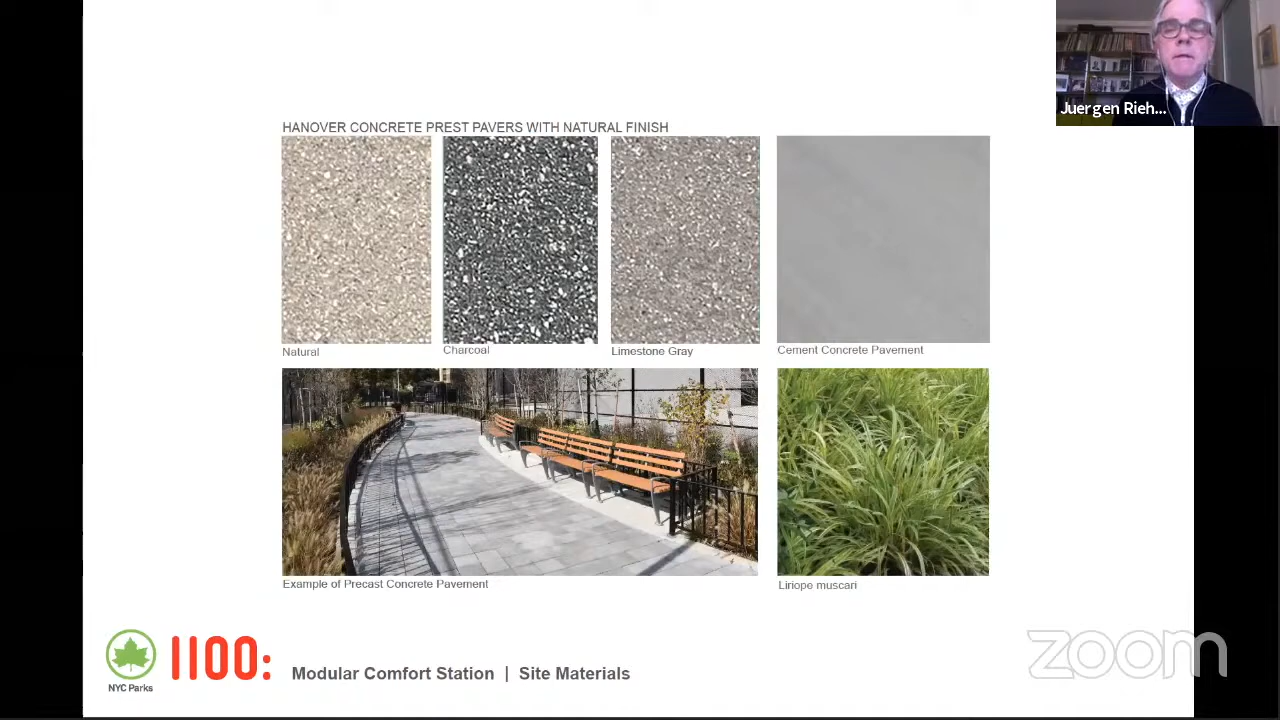 Juergen Rieh...
HANOVER CONCRETE PREST PAVERS WITH NATURAL FINISH
Natural
Charcoal
Limestone Gray
Cement Concrete Pavement
Example of Precast Concrete Pavement
Liriope muscari
NYC Parks
1100:
Modular Comfort Station | Site Materials
zoom